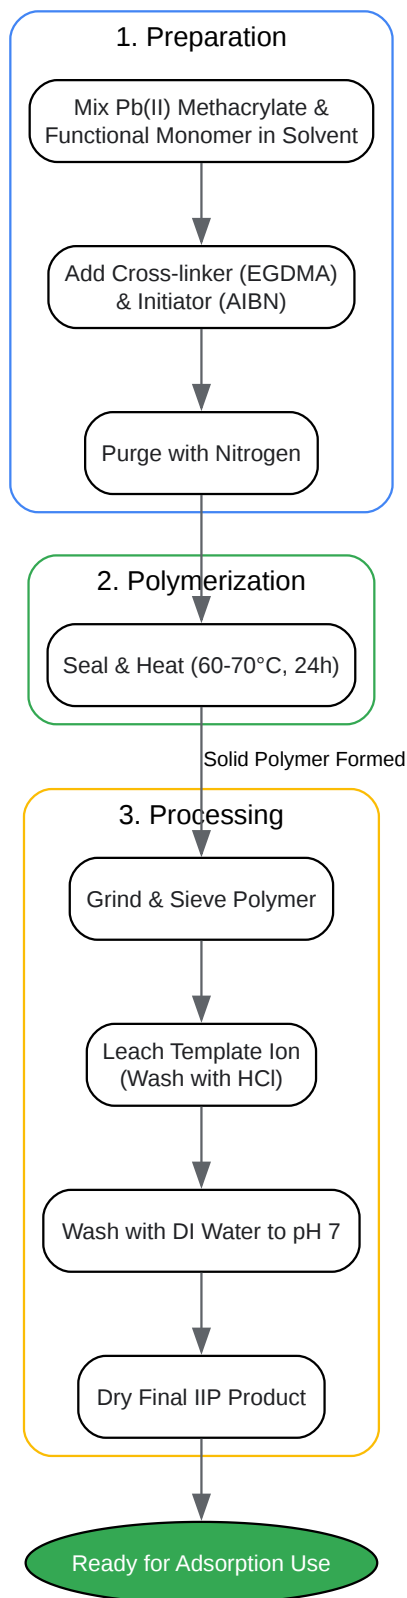 1. Preparation
Mix Pb(II) Methacrylate &
Functional Monomer in Solvent
Add Cross-linker (EGDMA)
& Initiator (AIBN)
Purge with Nitrogen
2. Polymerization
Seal & Heat (60-70°C, 24h)
Solid Polymer Formed
3. Processing
Grind & Sieve Polymer
Leach Template Ion
(Wash with HCl)
Wash with DI Water to pH 7
Dry Final IIP Product
Ready for Adsorption Use